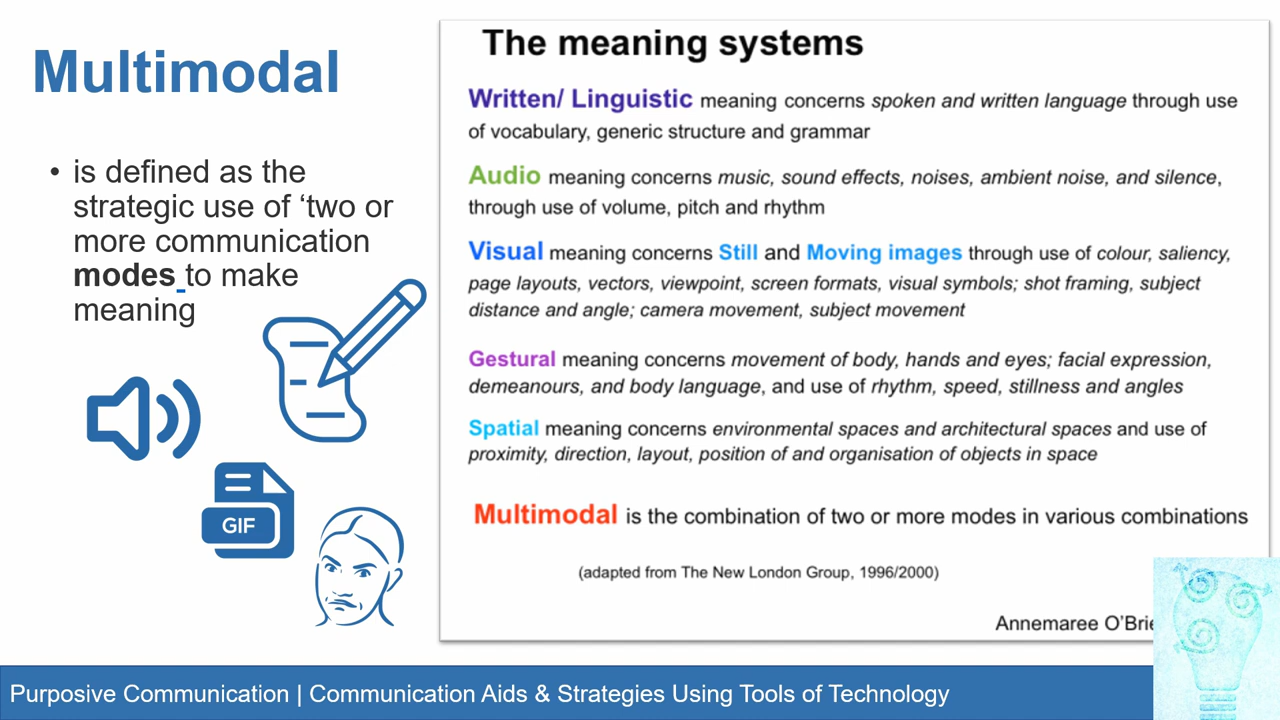 Multimodal
• is defined as the
strategic use of ‘two or
more communication
modes to make
meaning
GIF
The meaning systems
Written/ Linguistic meaning concerns spoken and written language through use
of vocabulary, generic structure and grammar
Audio meaning concerns music, sound effects, noises, ambient noise, and silence,
through use of volume, pitch and rhythm
Visual meaning concerns Still and Moving images through use of colour, saliency,
page layouts, vectors, viewpoint, screen formats, visual symbols; shot framing, subject
distance and angle; camera movement, subject movement
Gestural meaning concerns movement of body, hands and eyes; facial expression,
demeanours, and body language, and use of rhythm, speed, stillness and angles
Spatial meaning concerns environmental spaces and architectural spaces and use of
proximity, direction, layout, position of and organisation of objects in space
Multimodal is the combination of two or more modes in various combinations
(adapted from The New London Group, 1996/2000)
Annemaree
Purposive Communication | Communication Aids & Strategies Using Tools of Technology